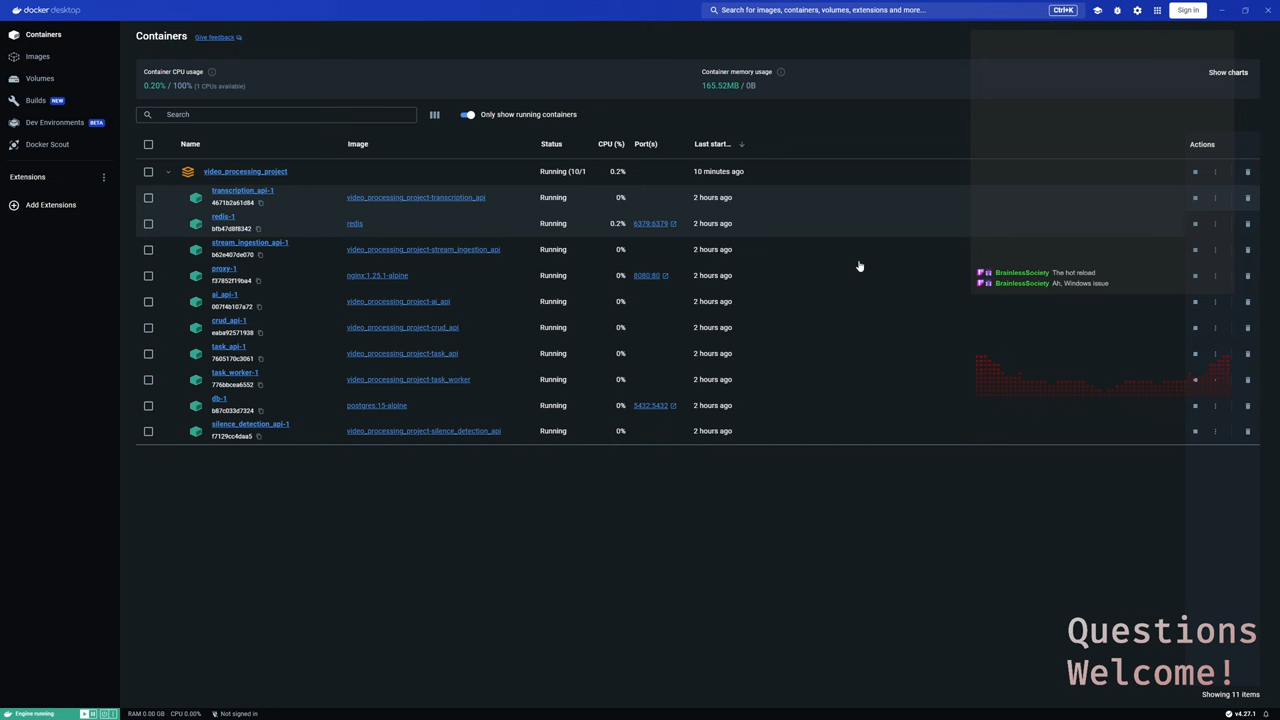 docker desktop
Search for images, containers, volumes, extensions and more...
Ctrl+K
Sign in
Containers
Images
Volumes
Builds NEW
Dev Environments BETA
Docker Scout
Extensions
Add Extensions
Containers
Give feedback
Container CPU usage
0.20% / 100% (1 CPUs available)
Container memory usage
165.52MB / 0B
Show charts
Search
Only show running containers
Name Image Status CPU (%) Port(s) Last start... Actions
video_processing_project Running (10/1 0.2% 10 minutes ago
transcription_api-1
4671b2a61d84
video_processing_project-transcription_api Running 0% 2 hours ago
redis-1
bfb47d8f8342
redis Running 0.2% 6379:6379 2 hours ago
stream_ingestion_api-1
b62e407de070
video_processing_project-stream_ingestion_api Running 0% 2 hours ago
proxy-1
f37852f19ba4
nginx:1.25.1-alpine Running 0% 8080:80 2 hours ago
ai_api-1
007f4b107a72
video_processing_project-ai_api Running 0% 2 hours ago
crud_api-1
eaba92571938
video_processing_project-crud_api Running 0% 2 hours ago
task_api-1
7605170c3061
video_processing_project-task_api Running 0% 2 hours ago
task_worker-1
776bbcea6552
video_processing_project-task_worker Running 0% 2 hours ago
db-1
b87c033d7324
postgres:15-alpine Running 0% 5432:5432 2 hours ago
silence_detection_api-1
f7129cc4daa5
video_processing_project-silence_detection_api Running 0% 2 hours ago
BrainlessSociety The hot reload
BrainlessSociety Ah, Windows issue
Questions
Welcome!
Showing 11 items
Engine running
RAM 0.00 GB CPU 0.00% Not signed in
v4.27.1